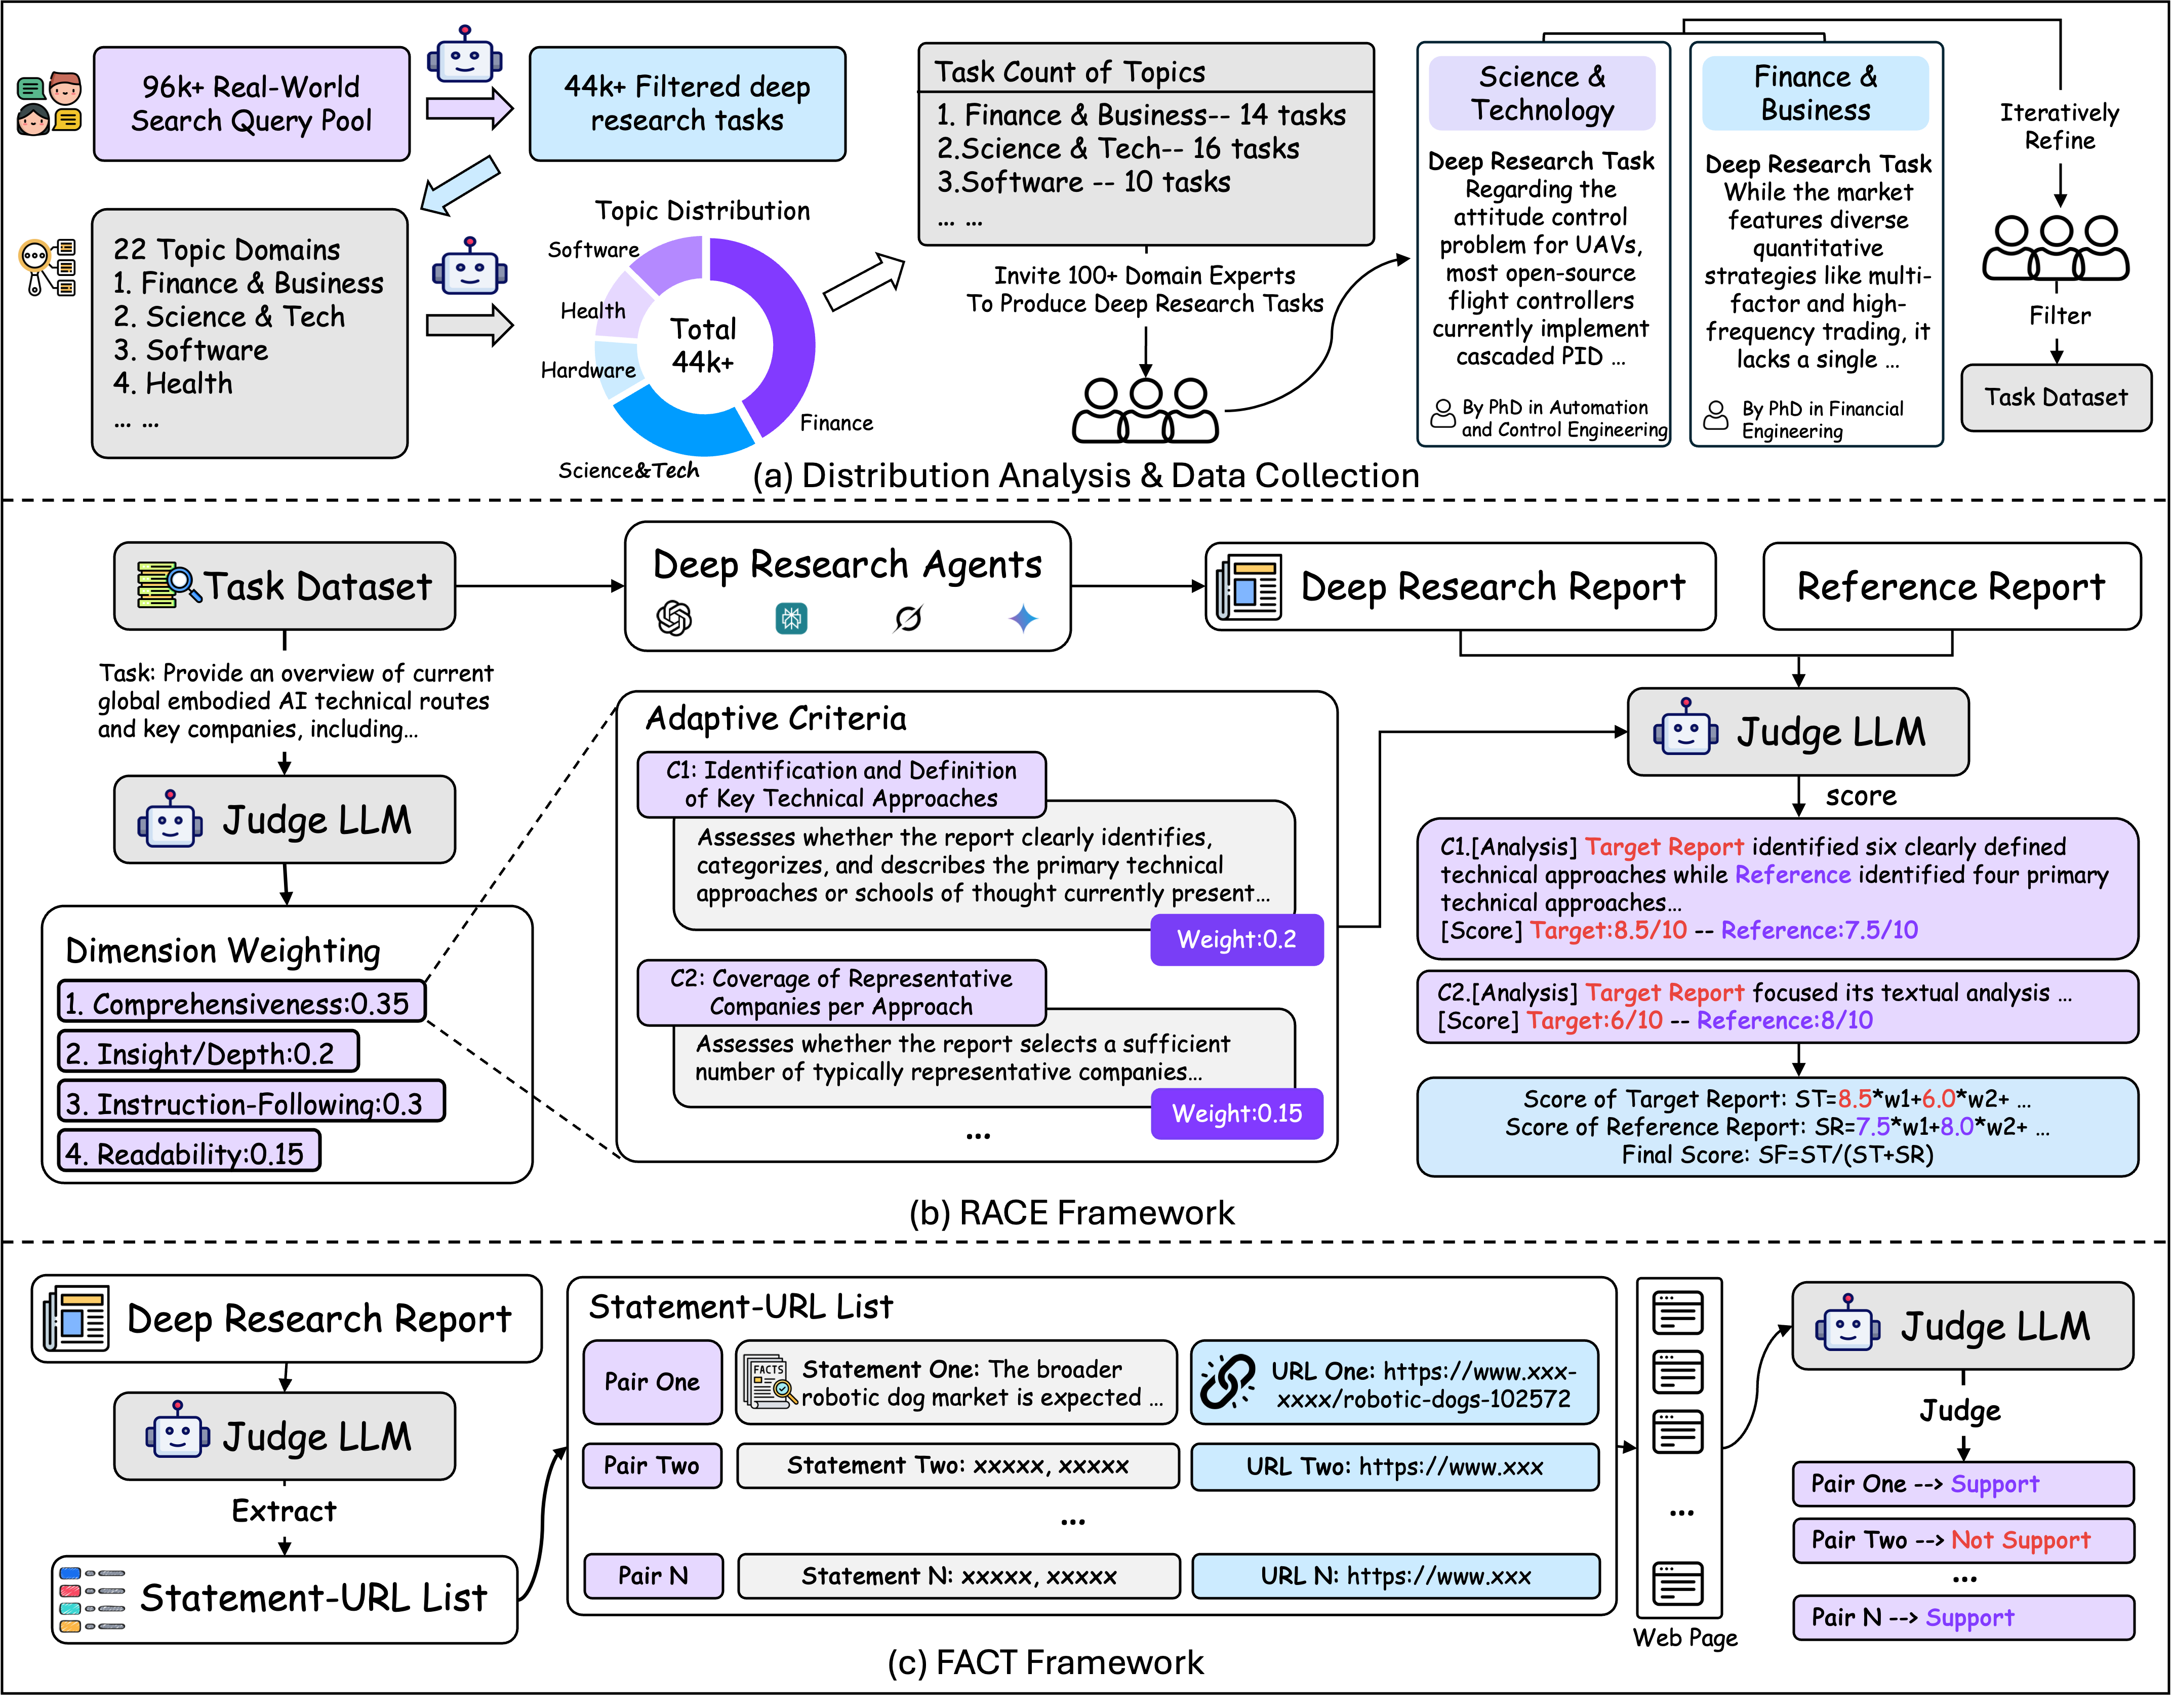 96k+ Real-World
Search Query Pool
44k+ Filtered deep
research tasks
22 Topic Domains
1. Finance & Business
2. Science & Tech
3. Software
4. Health
... ...
Topic Distribution
Software
Health
Hardware
Science&Tech
Finance
Total
44k+
Task Count of Topics
1. Finance & Business-- 14 tasks
2.Science & Tech-- 16 tasks
3.Software -- 10 tasks
... ...
Invite 100+ Domain Experts
To Produce Deep Research Tasks
Science &
Technology
Deep Research Task
Regarding the
attitude control
problem for UAVs,
most open-source
flight controllers
currently implement
cascaded PID ...
By PhD in Automation
and Control Engineering
Finance &
Business
Deep Research Task
While the market
features diverse
quantitative
strategies like multi-
factor and high-
frequency trading, it
lacks a single ...
By PhD in Financial
Engineering
Iteratively
Refine
Filter
Task Dataset
(a) Distribution Analysis & Data Collection
Task Dataset
Deep Research Agents
Deep Research Report
Reference Report
Task: Provide an overview of current
global embodied AI technical routes
and key companies, including...
Judge LLM
Dimension Weighting
1. Comprehensiveness:0.35
2. Insight/Depth:0.2
3. Instruction-Following:0.3
4. Readability:0.15
Adaptive Criteria
C1: Identification and Definition
of Key Technical Approaches
Assesses whether the report clearly identifies,
categorizes, and describes the primary technical
approaches or schools of thought currently present...
Weight:0.2
C2: Coverage of Representative
Companies per Approach
Assesses whether the report selects a sufficient
number of typically representative companies...
Weight:0.15
...
Judge LLM
score
C1.[Analysis] Target Report identified six clearly defined
technical approaches while Reference identified four primary
technical approaches...
[Score] Target:8.5/10 -- Reference:7.5/10
C2.[Analysis] Target Report focused its textual analysis ...
[Score] Target:6/10 -- Reference:8/10
Score of Target Report: ST=8.5*w1+6.0*w2+ ...
Score of Reference Report: SR=7.5*w1+8.0*w2+ ...
Final Score: SF=ST/(ST+SR)
(b) RACE Framework
Deep Research Report
Judge LLM
Extract
Statement-URL List
Statement-URL List
Pair One
FACTS
Statement One: The broader
robotic dog market is expected ...
URL One: https://www.xxx-
xxxx/robotic-dogs-102572
Pair Two
Statement Two: xxxxx, xxxxx
URL Two: https://www.xxx
...
Pair N
Statement N: xxxxx, xxxxx
URL N: https://www.xxx
...
Web Page
Judge LLM
Judge
Pair One --> Support
Pair Two --> Not Support
...
Pair N --> Support
(c) FACT Framework